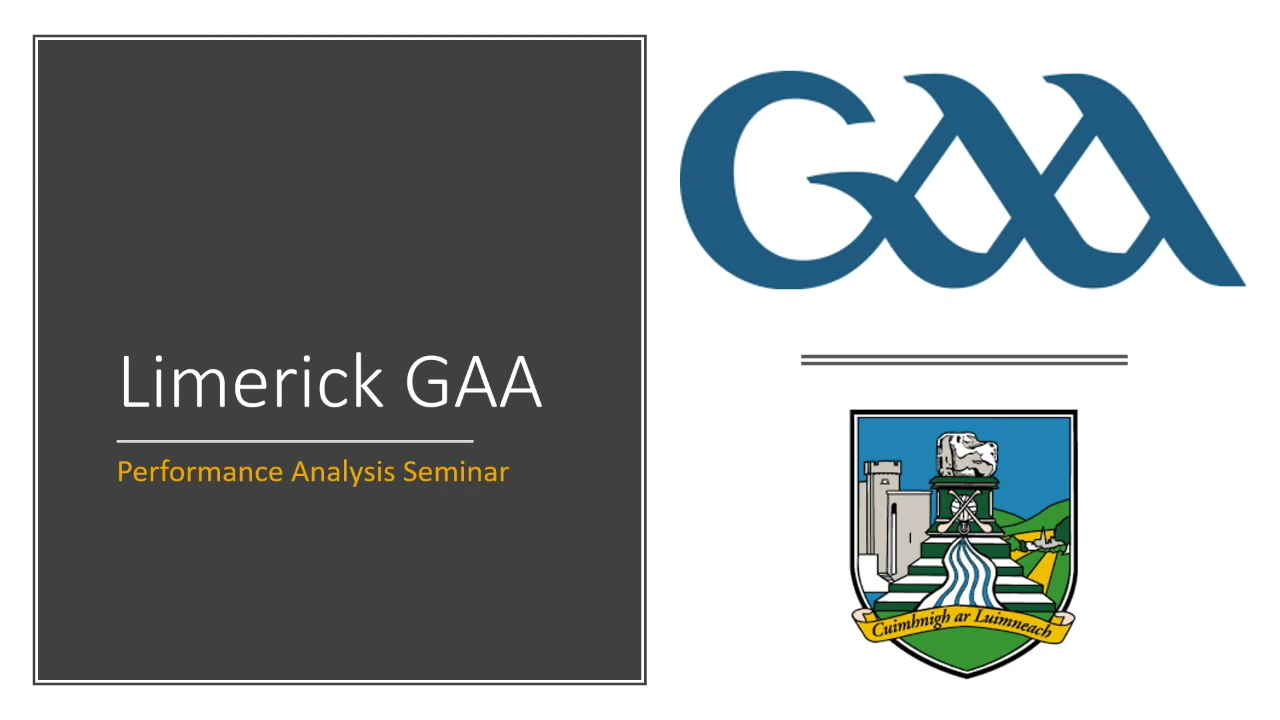 Limerick GAA
Performance Analysis Seminar
GAA
Cuimhnigh ar Luimneach